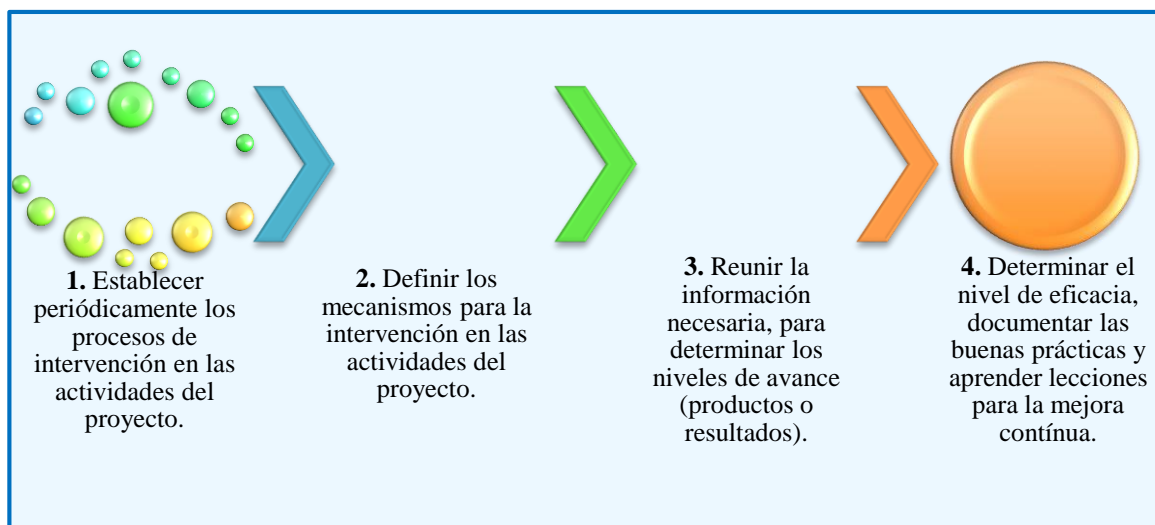 1. Establecer
periódicamente los
procesos de
intervención en las
actividades del
proyecto.
2. Definir los
mecanismos para la
intervención en las
actividades del
proyecto.
3. Reunir la
información
necesaria, para
determinar los
niveles de avance
(productos o
resultados).
4. Determinar el
nivel de eficacia,
documentar las
buenas prácticas y
aprender lecciones
para la mejora
contínua.